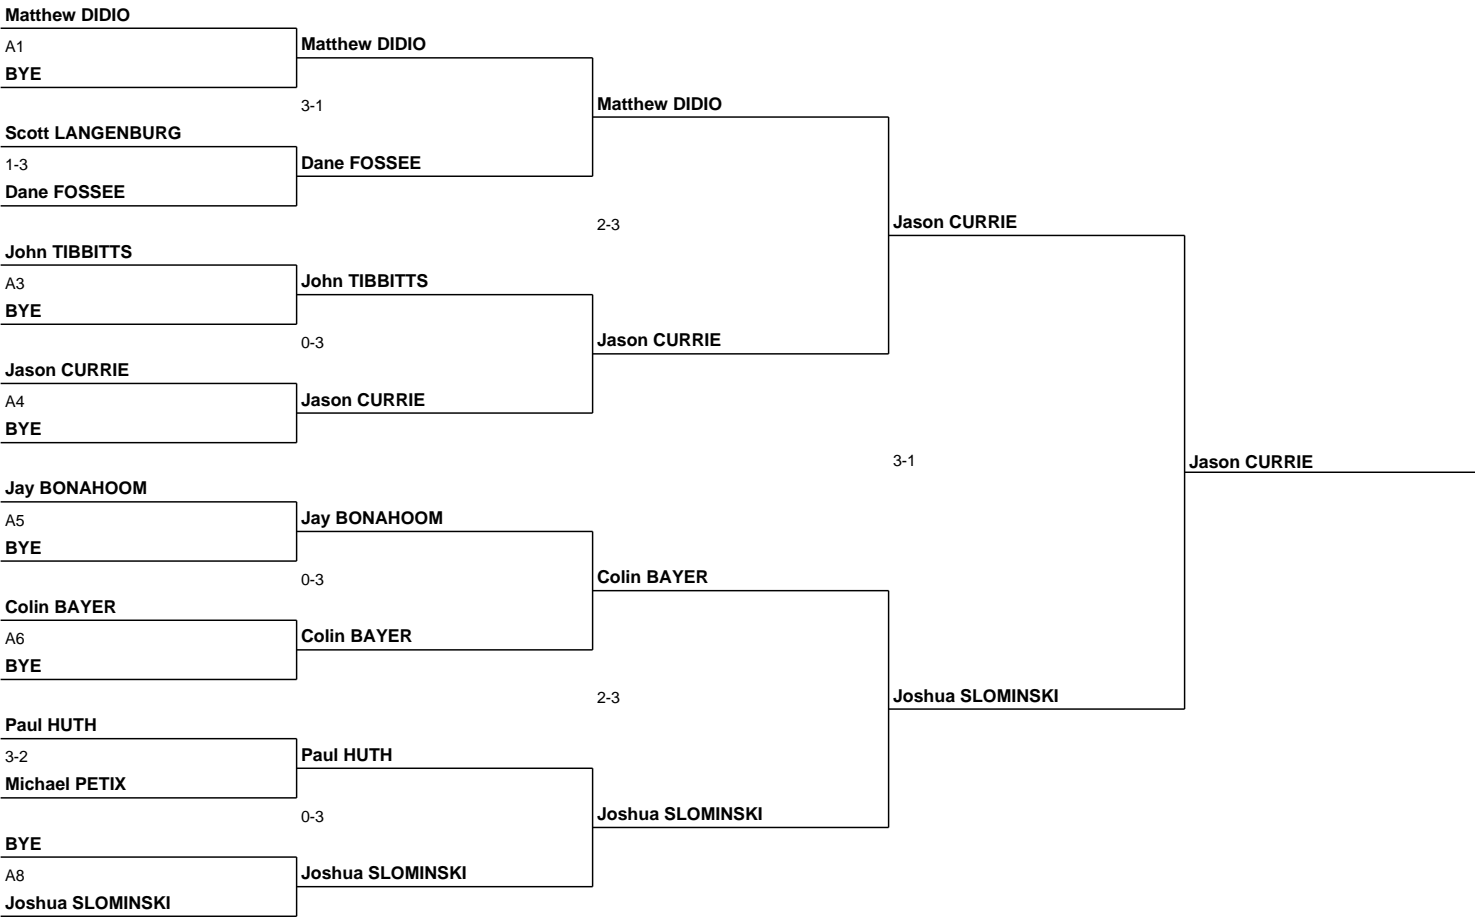 Matthew DIDIO
A1
BYE
Scott LANGENBURG
1-3
Dane FOSSEE
John TIBBITTS
A3
BYE
Jason CURRIE
A4
BYE
Jay BONAHOOM
A5
BYE
Colin BAYER
A6
BYE
Paul HUTH
3-2
Michael PETIX
BYE
A8
Joshua SLOMINSKI
Matthew DIDIO
3-1
Dane FOSSEE
John TIBBITTS
0-3
Jason CURRIE
Jay BONAHOOM
0-3
Colin BAYER
Paul HUTH
0-3
Joshua SLOMINSKI
Matthew DIDIO
2-3
Jason CURRIE
Colin BAYER
2-3
Joshua SLOMINSKI
Jason CURRIE
3-1
Joshua SLOMINSKI
Jason CURRIE